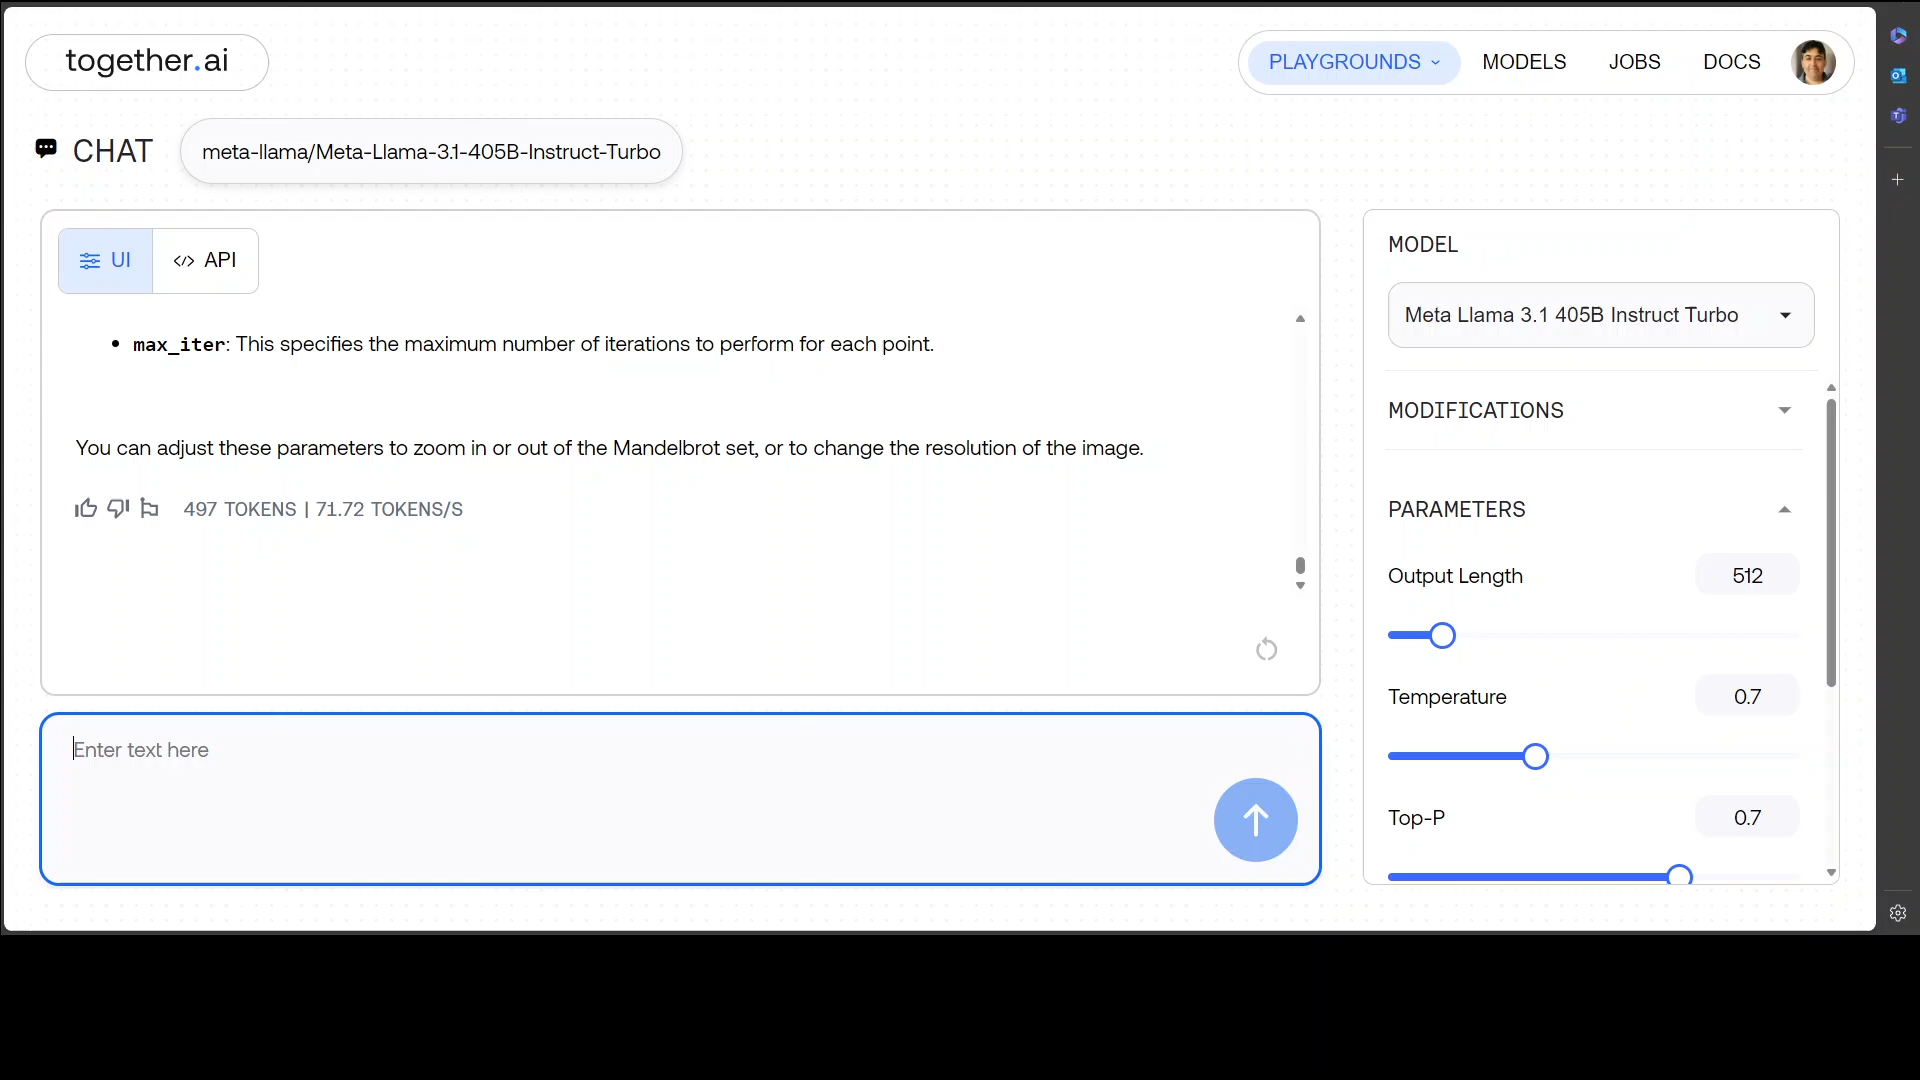 together.ai
PLAYGROUNDS MODELS JOBS DOCS
CHAT meta-llama/Meta-Llama-3.1-405B-Instruct-Turbo
UI API
• max_iter: This specifies the maximum number of iterations to perform for each point.
You can adjust these parameters to zoom in or out of the Mandelbrot set, or to change the resolution of the image.
497 TOKENS | 71.72 TOKENS/S
Enter text here
MODEL
Meta Llama 3.1 405B Instruct Turbo
MODIFICATIONS
PARAMETERS
Output Length 512
Temperature 0.7
Top-P 0.7